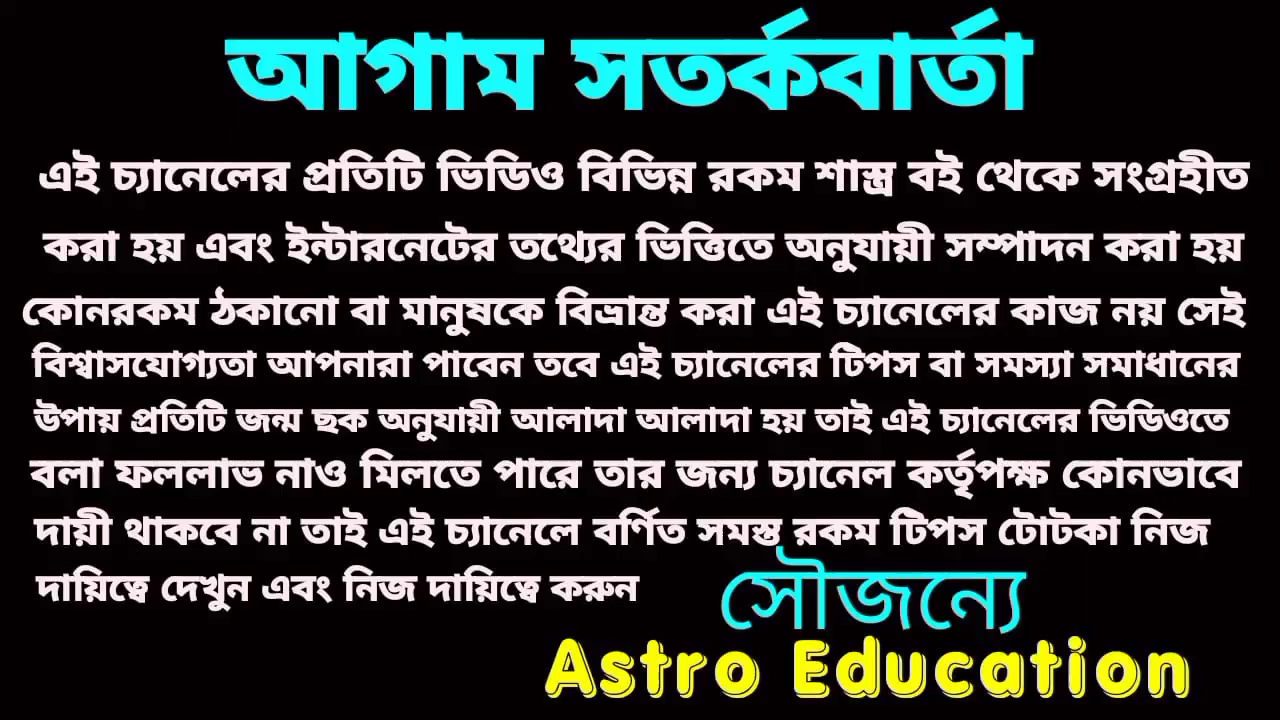 আগাম সতর্কবার্তা
এই চ্যানেলের প্রতিটি ভিডিও বিভিন্ন রকম শাস্ত্র বই থেকে সংগ্রহীত
করা হয় এবং ইন্টারনেটের তথ্যের ভিত্তিতে অনুযায়ী সম্পাদন করা হয়
কোনরকম ঠকানো বা মানুষকে বিভ্রান্ত করা এই চ্যানেলের কাজ নয় সেই
বিশ্বাসযোগ্যতা আপনারা পাবেন তবে এই চ্যানেলের টিপস বা সমস্যা সমাধানের
উপায় প্রতিটি জন্ম ছক অনুযায়ী আলাদা আলাদা হয় তাই এই চ্যানেলের ভিডিওতে
বলা ফললাভ নাও মিলতে পারে তার জন্য চ্যানেল কর্তৃপক্ষ কোনভাবে
দায়ী থাকবে না তাই এই চ্যানেলে বর্ণিত সমস্ত রকম টিপস টোটকা নিজ
দায়িত্বে দেখুন এবং নিজ দায়িত্বে করুন
সৌজন্যে
Astro Education